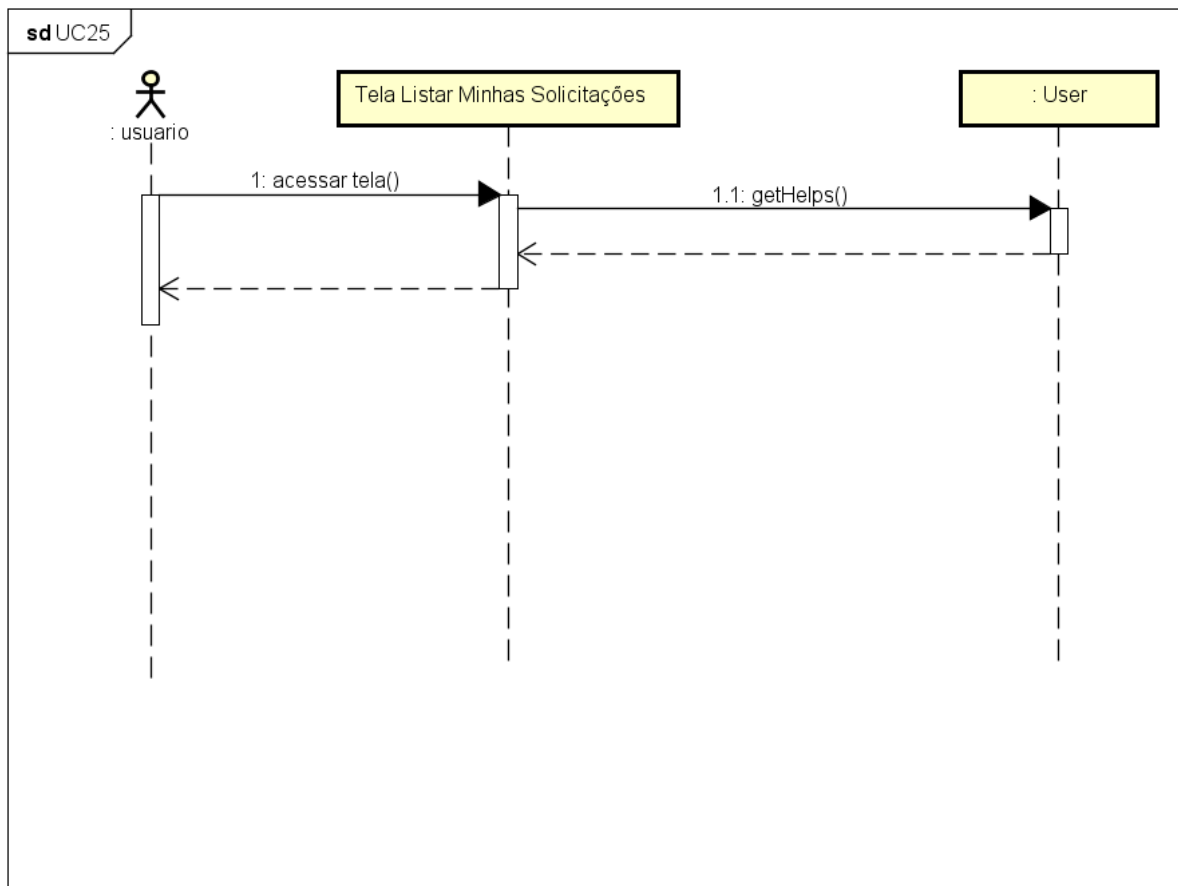 sd UC25
: usuario
Tela Listar Minhas Solicitações
: User
1: acessar tela()
1.1: getHelps()